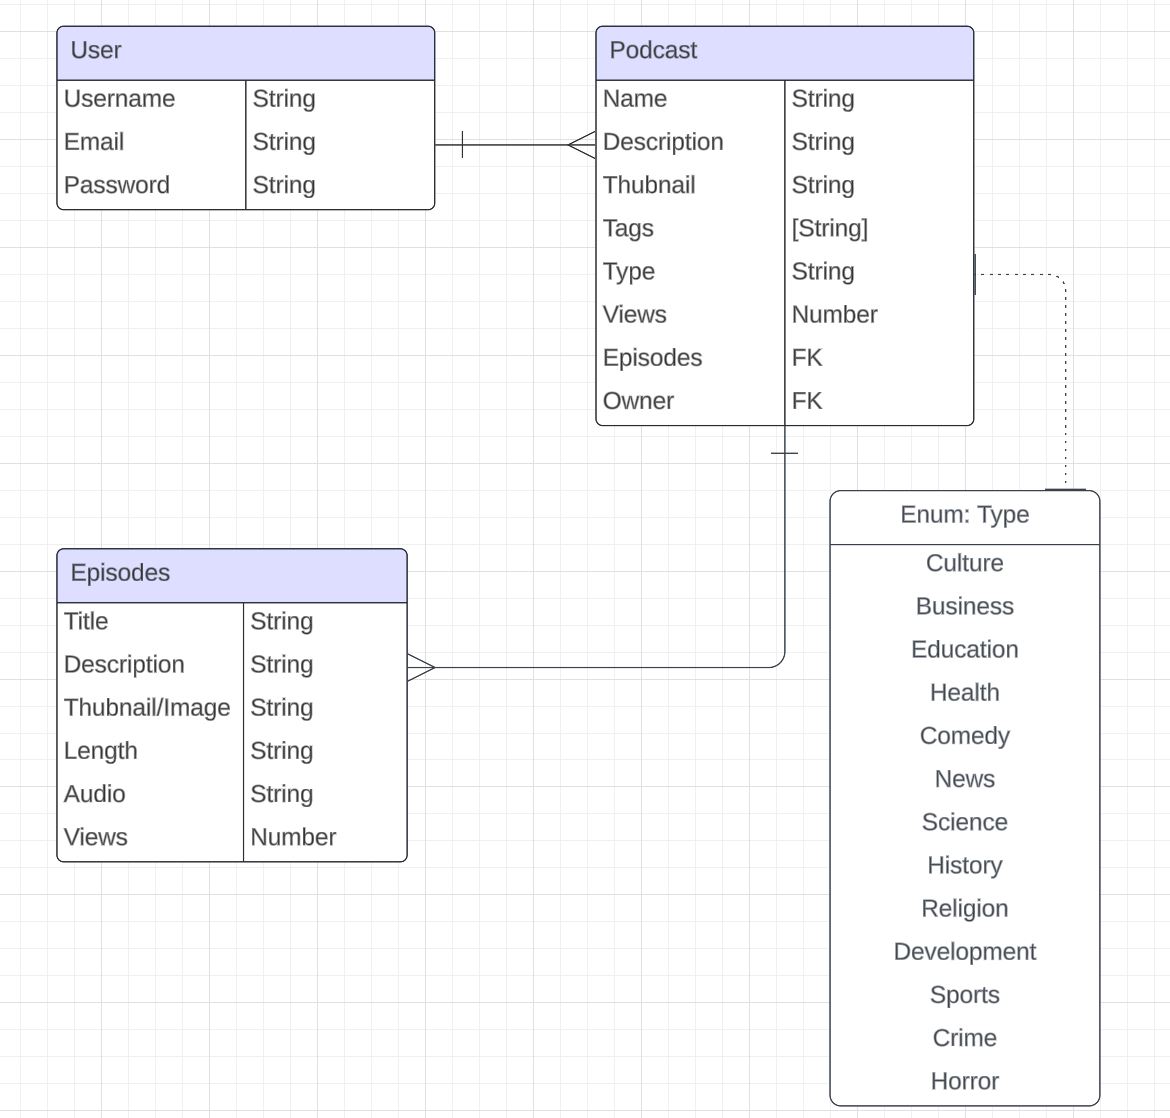 User
Username String
Email String
Password String
Podcast
Name String
Description String
Thubnail String
Tags [String]
Type String
Views Number
Episodes FK
Owner FK
Episodes
Title String
Description String
Thubnail/Image String
Length String
Audio String
Views Number
Enum: Type
Culture
Business
Education
Health
Comedy
News
Science
History
Religion
Development
Sports
Crime
Horror